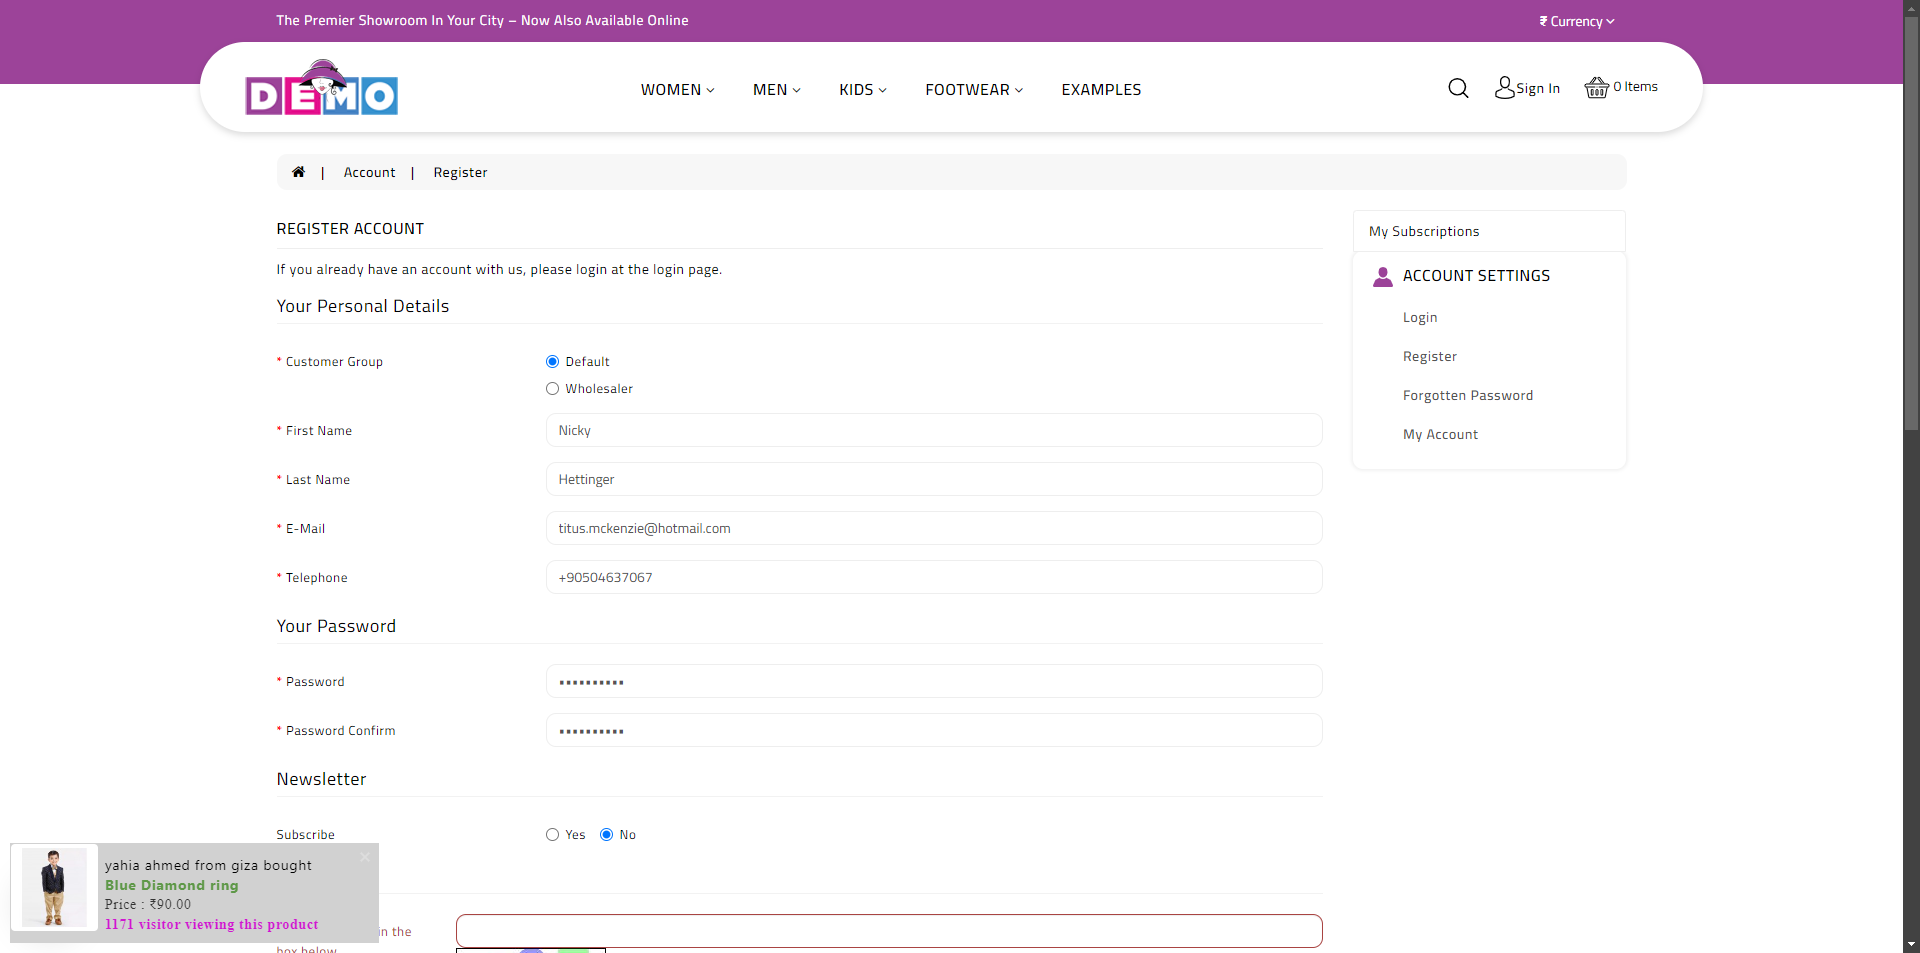 The Premier Showroom In Your City – Now Also Available Online
₹ Currency
DEMO
WOMEN
MEN
KIDS
FOOTWEAR
EXAMPLES
Sign In
0 Items
| Account | Register
REGISTER ACCOUNT
If you already have an account with us, please login at the login page.
Your Personal Details
* Customer Group
Default
Wholesaler
* First Name
Nicky
* Last Name
Hettinger
* E-Mail
titus.mckenzie@hotmail.com
* Telephone
+90504637067
Your Password
* Password
* Password Confirm
Newsletter
Subscribe
Yes
No
in the
box below
My Subscriptions
ACCOUNT SETTINGS
Login
Register
Forgotten Password
My Account
yahia ahmed from giza bought
Blue Diamond ring
Price : ₹90.00
1171 visitor viewing this product